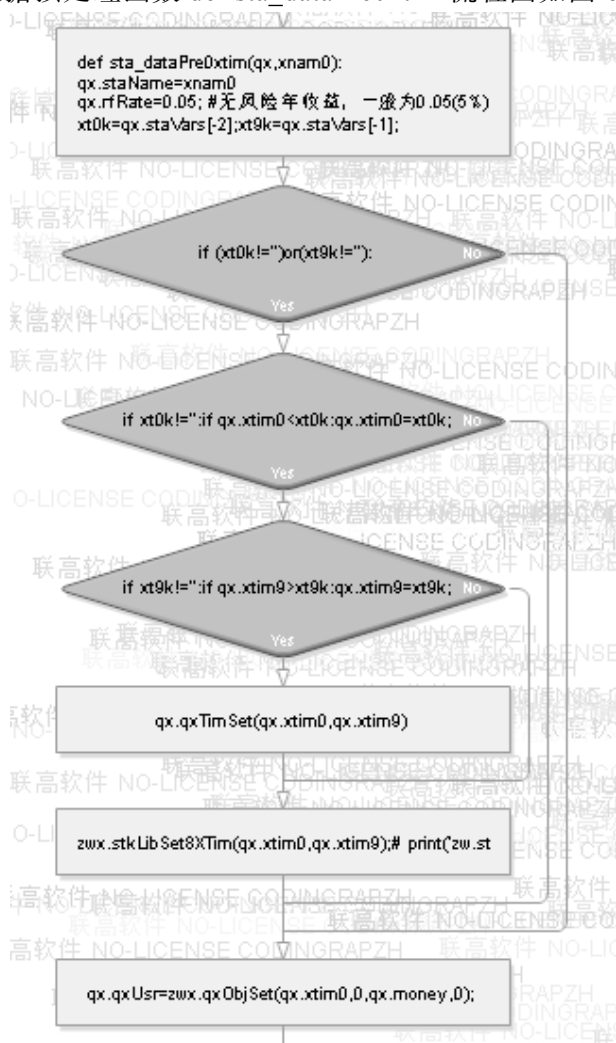 def sta_dataPre0xtim(qx,xnam0):
qx.staName=xnam0
qx.rfRate=0.05; #无风险年收益, 一般为0.05(5%)
xt0k=qx.staVars[-2];xt9k=qx.staVars[-1];
if (xt0k!='')or(xt9k!=''):
No
Yes
if xt0k!='':if qx.xtim0<xt0k:qx.xtim0=xt0k;
No
Yes
if xt9k!='':if qx.xtim9>xt9k:qx.xtim9=xt9k;
No
Yes
qx.qxTimSet(qx.xtim0,qx.xtim9)
zwx.stkLibSet8XTim(qx.xtim0,qx.xtim9);# print('zw.st
qx.qxUsr=zwx.qxObjSet(qx.xtim0,0,qx.money,0);